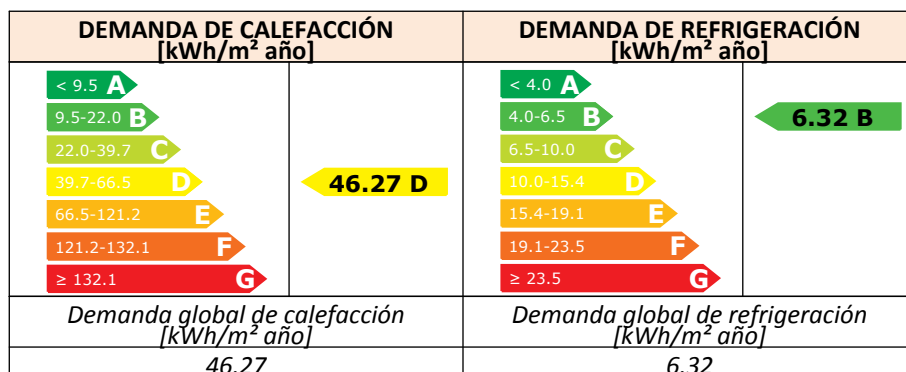 DEMANDA DE CALEFACCIÓN
[kWh/m² año]
DEMANDA DE REFRIGERACIÓN
[kWh/m² año]
< 9.5 A
9.5-22.0 B
22.0-39.7 C
39.7-66.5 D
66.5-121.2 E
121.2-132.1 F
≥ 132.1 G
46.27 D
< 4.0 A
4.0-6.5 B
6.5-10.0 C
10.0-15.4 D
15.4-19.1 E
19.1-23.5 F
≥ 23.5 G
6.32 B
Demanda global de calefacción
[kWh/m² año]
Demanda global de refrigeración
[kWh/m² año]
46.27
6.32